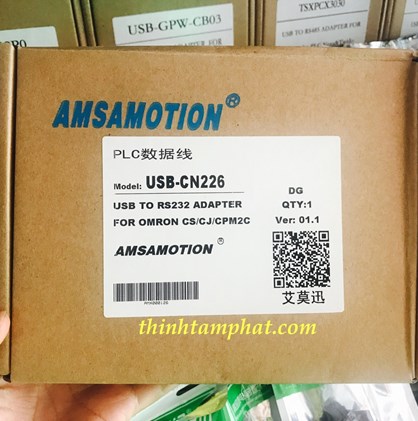 USB-GPW-CB03
TSXPCX3030
USB TO RS485 ADAPTER
AMSAMOTION®
PLC数据线
Model: USB-CN226
USB TO RS232 ADAPTER
FOR OMRON CS/CJ/CPM2C
AMSAMOTION®
DG
QTY:1
Ver: 01.1
艾莫迅
thinhtamphat.com